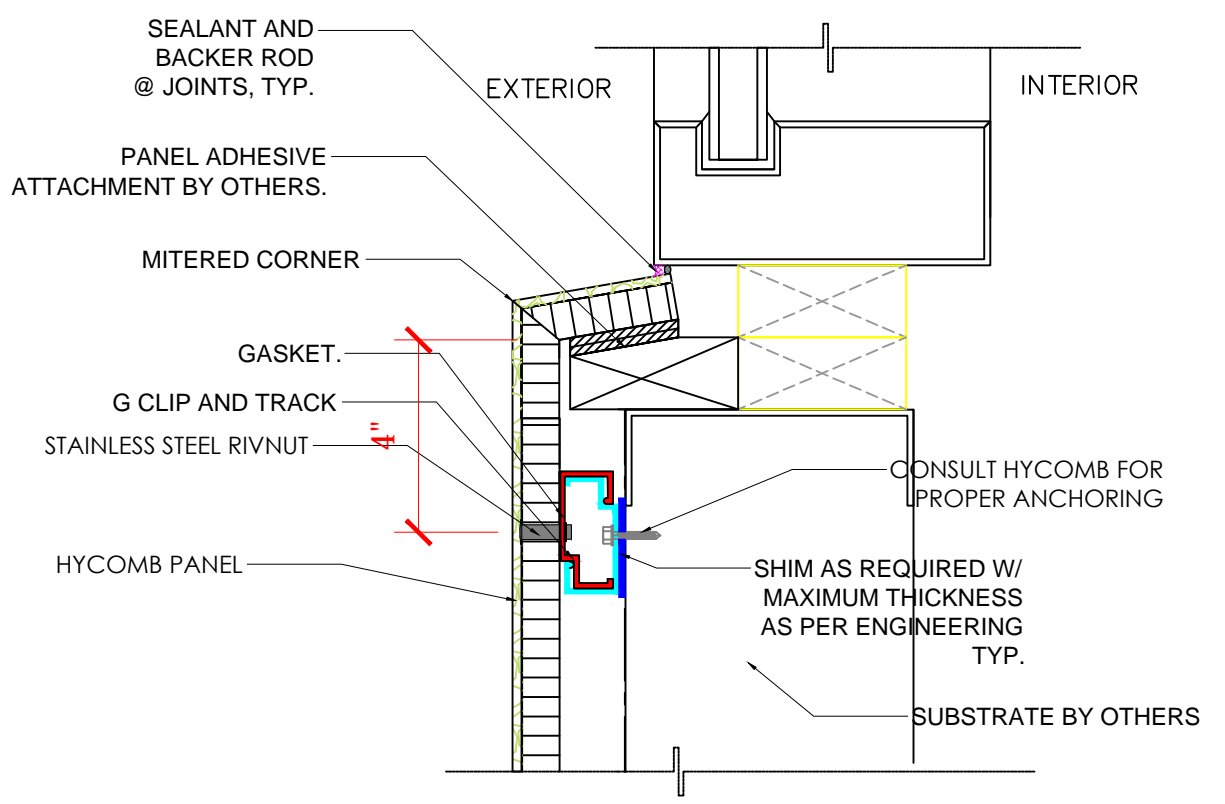 SEALANT AND
BACKER ROD
@ JOINTS, TYP.
EXTERIOR
INTERIOR
PANEL ADHESIVE
ATTACHMENT BY OTHERS.
MITERED CORNER
GASKET.
G CLIP AND TRACK
4"
STAINLESS STEEL RIVNUT
CONSULT HYCOMB FOR
PROPER ANCHORING
HYCOMB PANEL
SHIM AS REQUIRED W/
MAXIMUM THICKNESS
AS PER ENGINEERING
TYP.
SUBSTRATE BY OTHERS